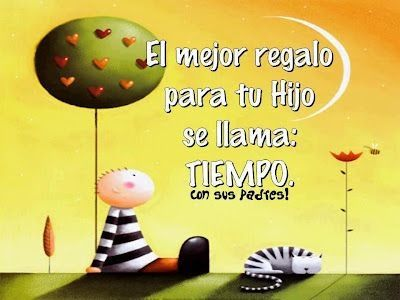 El mejor regalo
para tu Hijo
se llama:
TIEMPO.
con sus Padres!